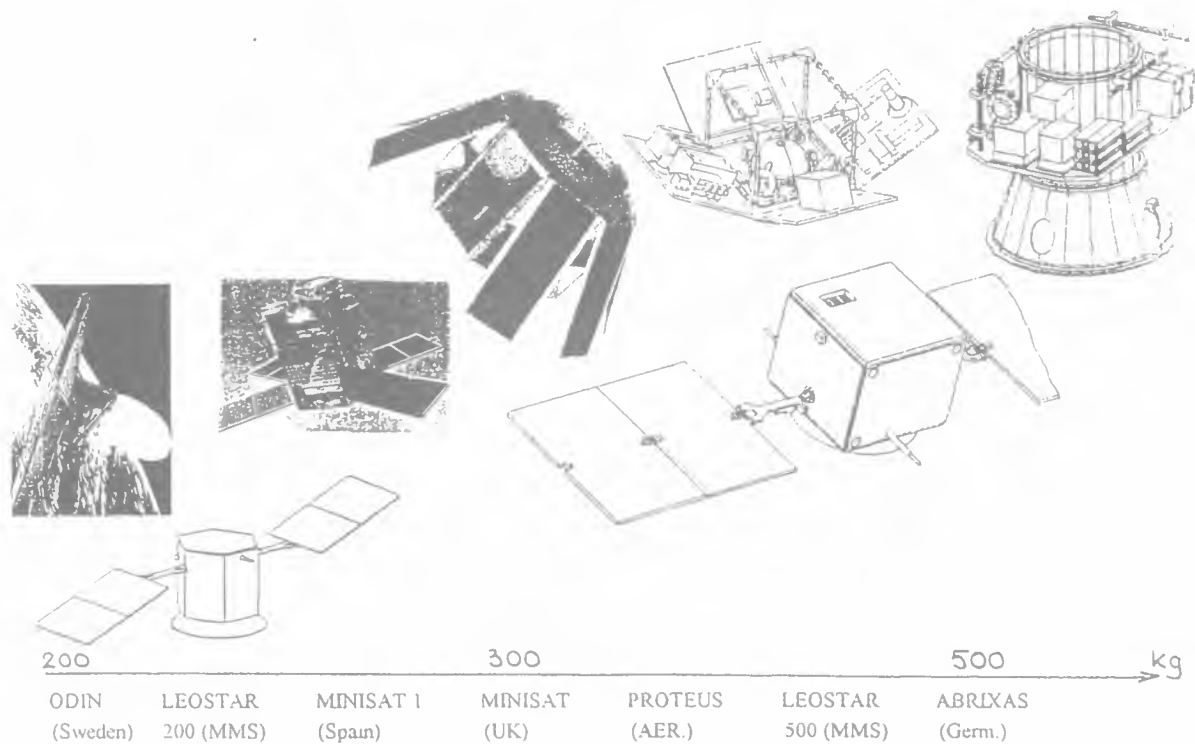 200 300 500 kg
ODIN LEOSTAR MINISAT 1 MINISAT PROTEUS LEOSTAR ABRIXAS
(Sweden) 200 (MMS) (Spain) (UK) (AER.) 500 (MMS) (Germ.)